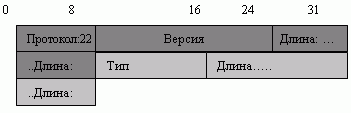 0 8 16 24 31
Протокол:22 Версия Длина: ...
..Длина: Тип Длина.....
..Длина: